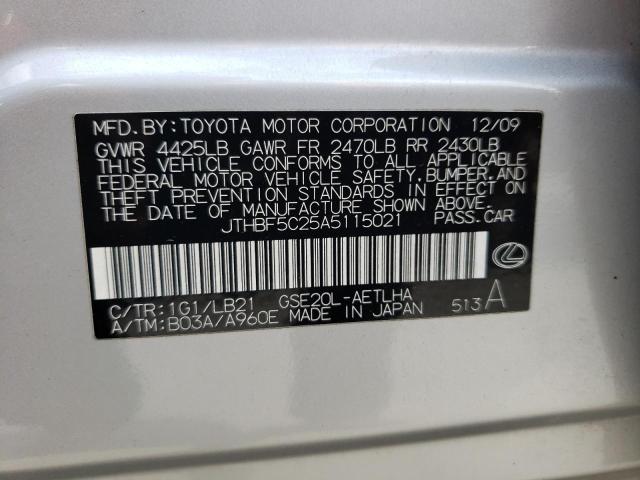 MFD. BY: TOYOTA MOTOR CORPORATION 12/09
GVWR 4425LB GAWR FR 2470LB RR 2430LB
THIS VEHICLE CONFORMS TO ALL APPLICABLE
FEDERAL MOTOR VEHICLE SAFETY, BUMPER, AND
THEFT PREVENTION STANDARDS IN EFFECT ON
THE DATE OF MANUFACTURE SHOWN ABOVE.
JTHBF5C25A5115021 PASS. CAR
C/TR: 1G1/LB21 GSE20L-AETLHA
A/TM: B03A/A960E MADE IN JAPAN 513A